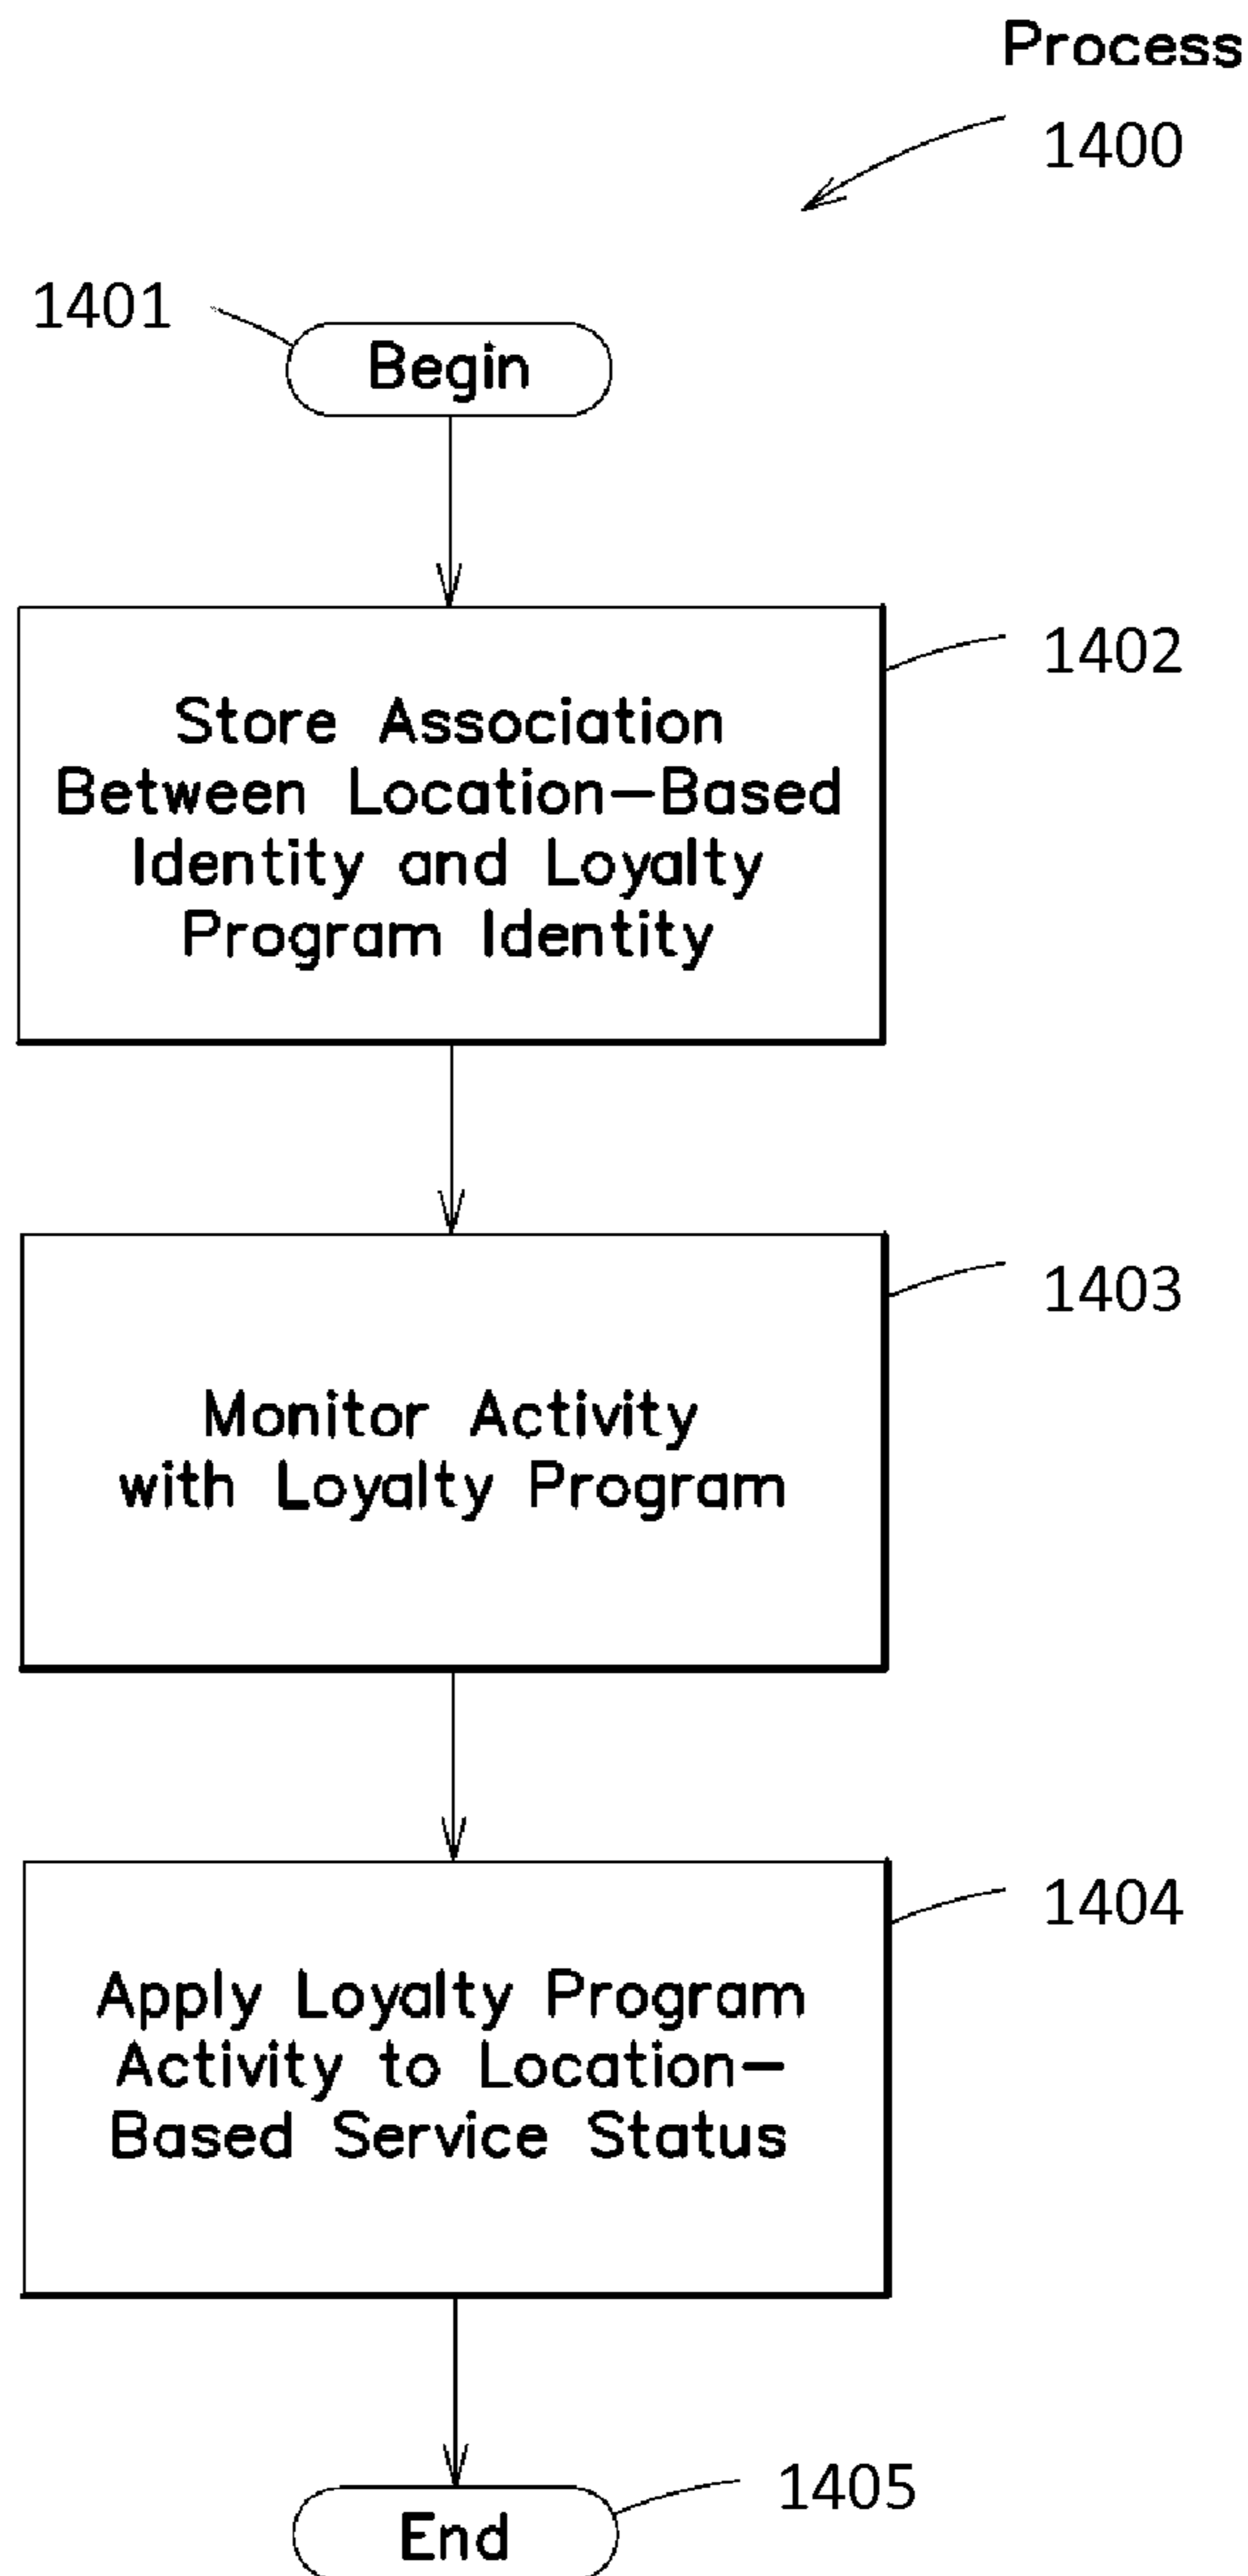 Process
1400
1401
Begin
1402
Store Association
Between Location-Based
Identity and Loyalty
Program Identity
1403
Monitor Activity
with Loyalty Program
1404
Apply Loyalty Program
Activity to Location-
Based Service Status
1405
End